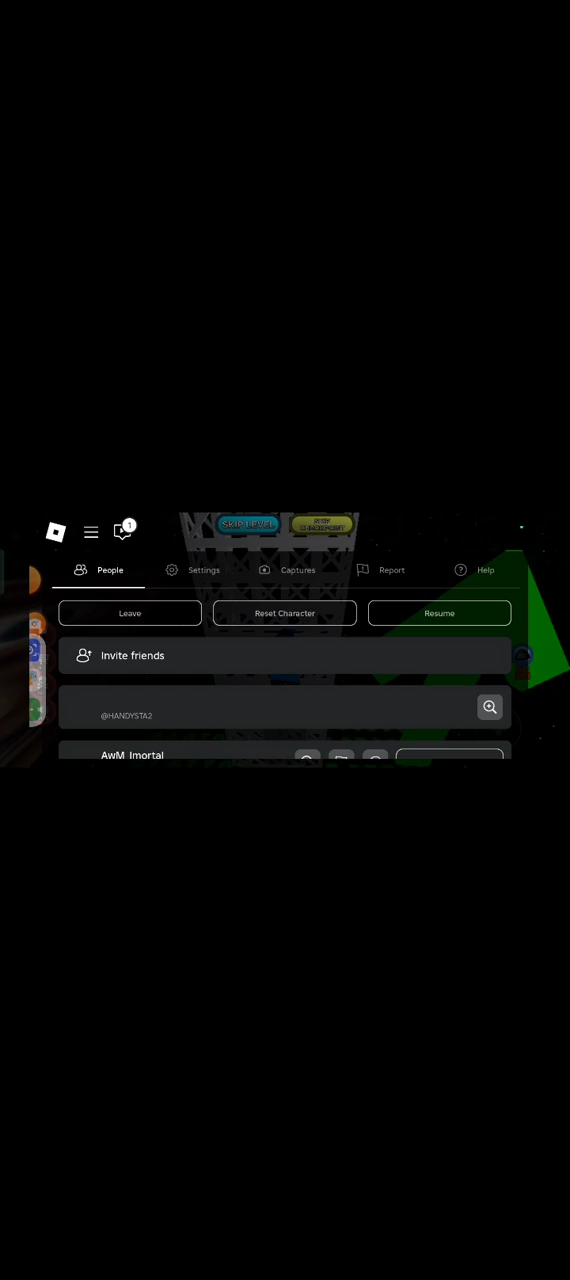 1
SKIP LEVEL
People
Settings
Captures
Report
Help
Leave
Reset Character
Resume
Invite friends
@HANDYSTA2
AwM_Imortal